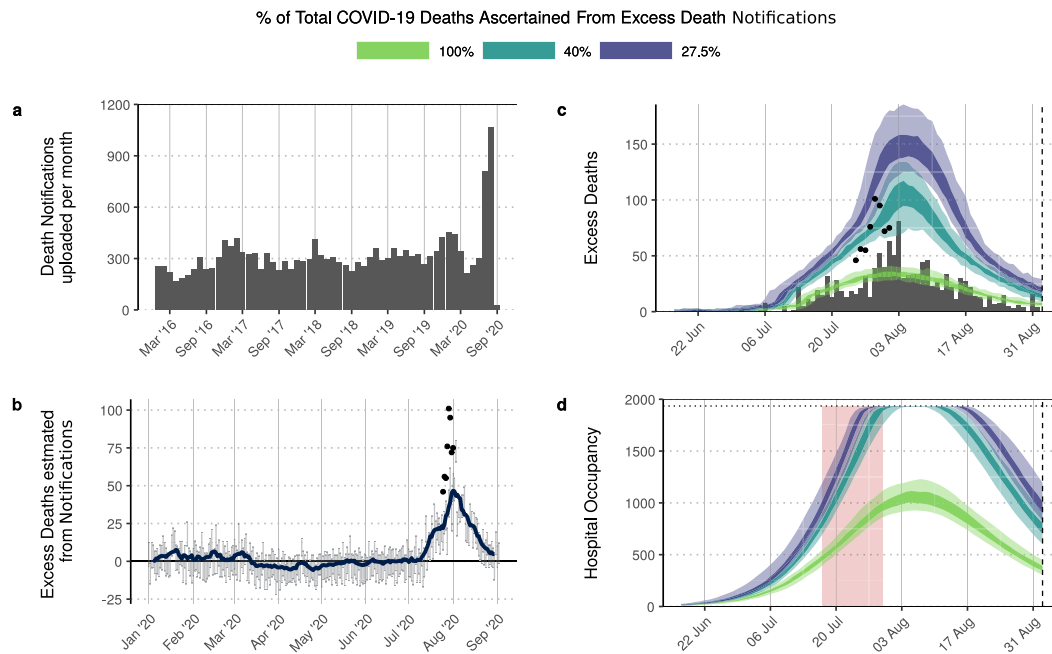 % of Total COVID-19 Deaths Ascertained From Excess Death Notifications
100% 40% 27.5%
a
Death Notifications
uploaded per month
1200
900
600
300
0
Mar '16 Sep '16 Mar '17 Sep '17 Mar '18 Sep '18 Mar '19 Sep '19 Mar '20 Sep '20
c
Excess Deaths
150
100
50
0
22 Jun 06 Jul 20 Jul 03 Aug 17 Aug 31 Aug
b
Excess Deaths estmated
from Notifications
100
75
50
25
0
-25
Jan '20 Feb '20 Mar '20 Apr '20 May '20 Jun '20 Jul '20 Aug '20 Sep '20
d
Hospital Occupancy
2000
1500
1000
500
0
22 Jun 06 Jul 20 Jul 03 Aug 17 Aug 31 Aug